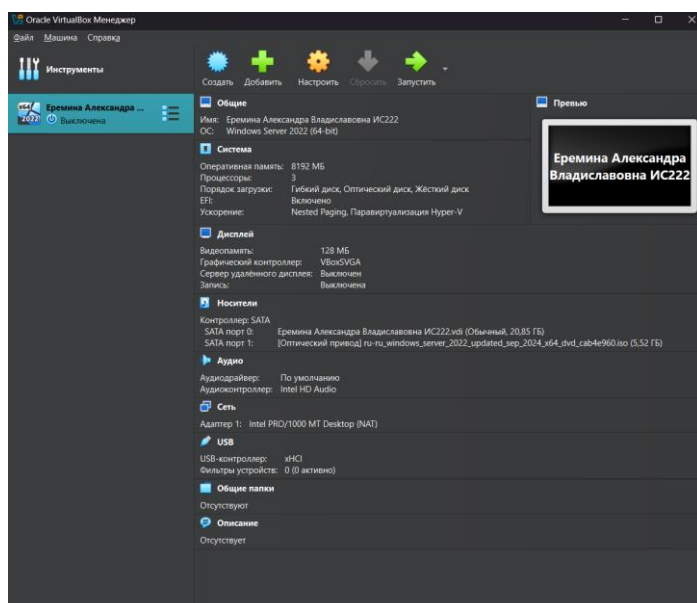 Oracle VirtualBox Менеджер
Файл Машина Справка
Инструменты
Создать Добавить Настроить Сбросить Запустить
Еремина Александра ...
Выключена
x64
2022
Общие
Имя: Еремина Александра Владиславовна ИС222
ОС: Windows Server 2022 (64-bit)
Превью
Еремина Александра
Владиславовна ИС222
Система
Оперативная память: 8192 МБ
Процессоры: 3
Порядок загрузки: Гибкий диск, Оптический диск, Жёсткий диск
EFI: Включено
Ускорение: Nested Paging, Паравиртуализация Hyper-V
Дисплей
Видеопамять: 128 МБ
Графический контроллер: VBoxSVGA
Сервер удалённого дисплея: Выключен
Запись: Выключена
Носители
Контроллер: SATA
SATA порт 0: Еремина Александра Владиславовна ИС222.vdi (Обычный, 20,85 ГБ)
SATA порт 1: [Оптический привод] ru-ru_windows_server_2022_updated_sep_2024_x64_dvd_cab4e960.iso (5,52 ГБ)
Аудио
Аудиодрайвер: По умолчанию
Аудиоконтроллер: Intel HD Audio
Сеть
Адаптер 1: Intel PRO/1000 MT Desktop (NAT)
USB
USB-контроллер: xHCI
Фильтры устройств: 0 (0 активно)
Общие папки
Отсутствуют
Описание
Отсутствует